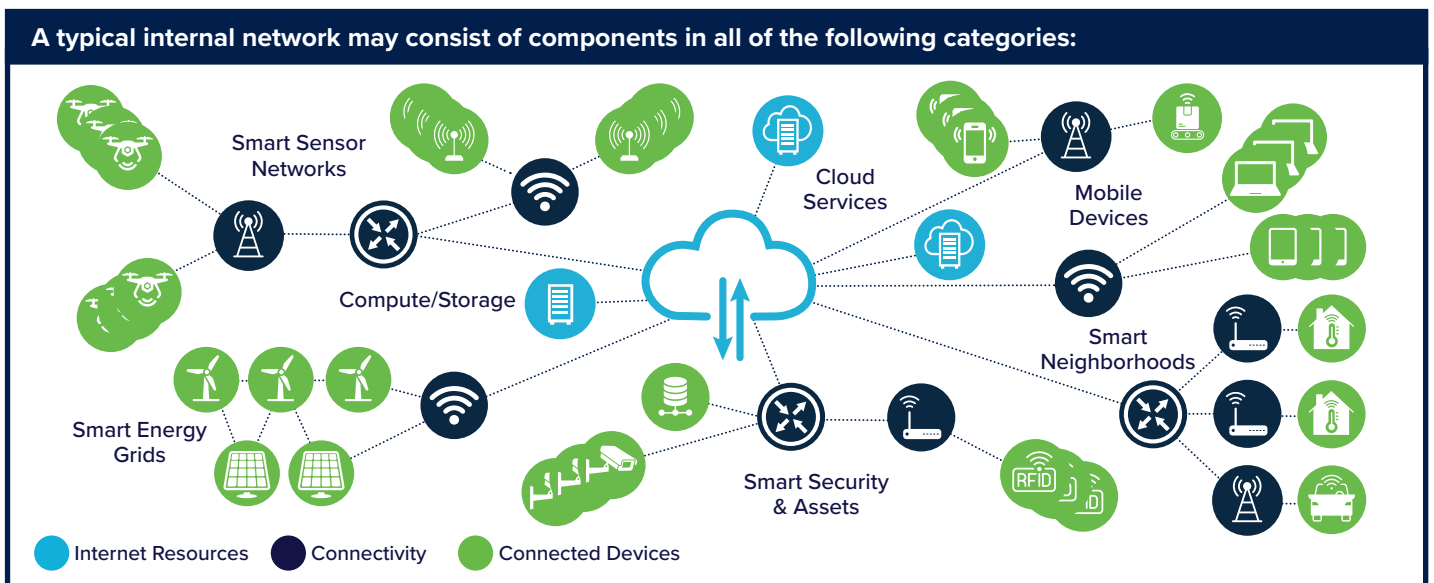 A typical internal network may consist of components in all of the following categories:
Smart Sensor
Networks
Cloud
Services
Mobile
Devices
Compute/Storage
Smart
Neighborhoods
Smart Energy
Grids
Smart Security
& Assets
RFID
D
Internet Resources
Connectivity
Connected Devices